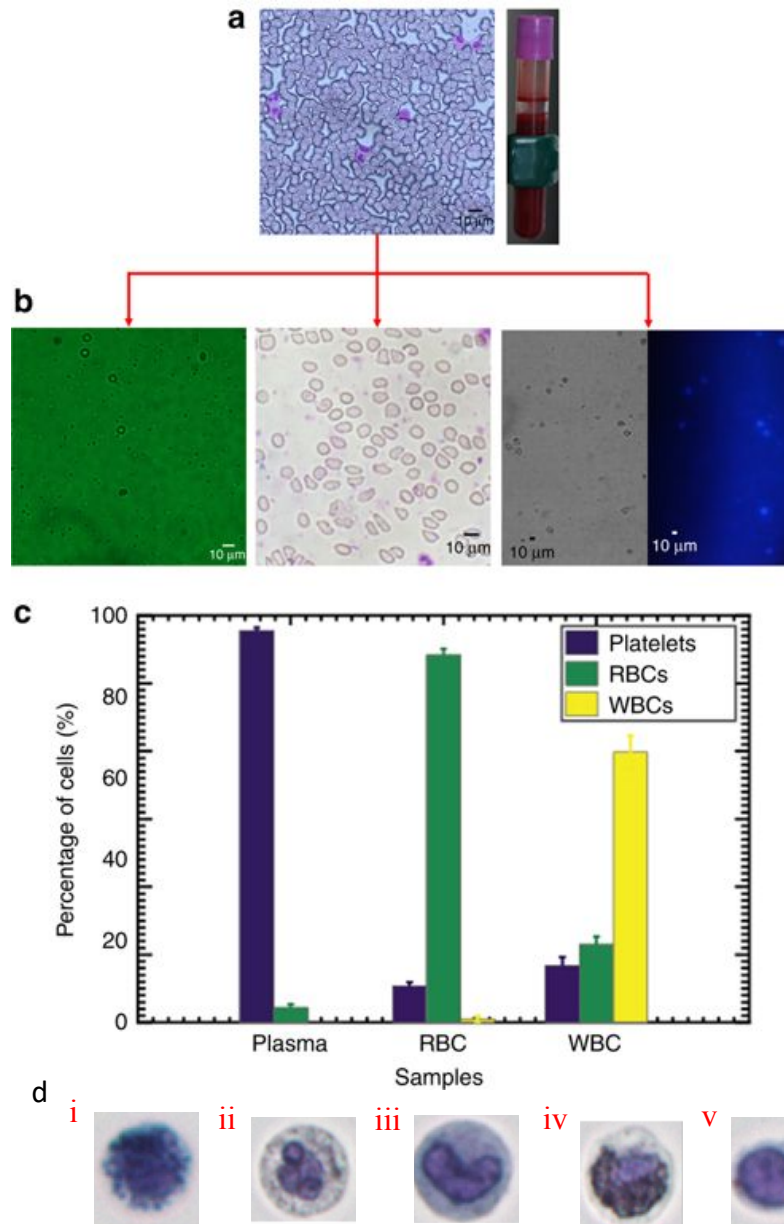 a
10 μm
b
10 μm
10 μm
10 μm
10 μm
c
100
80
60
40
20
0
Percentage of cells (%)
Platelets
RBCs
WBCs
Plasma
RBC
WBC
Samples
d
i
ii
iii
iv
v